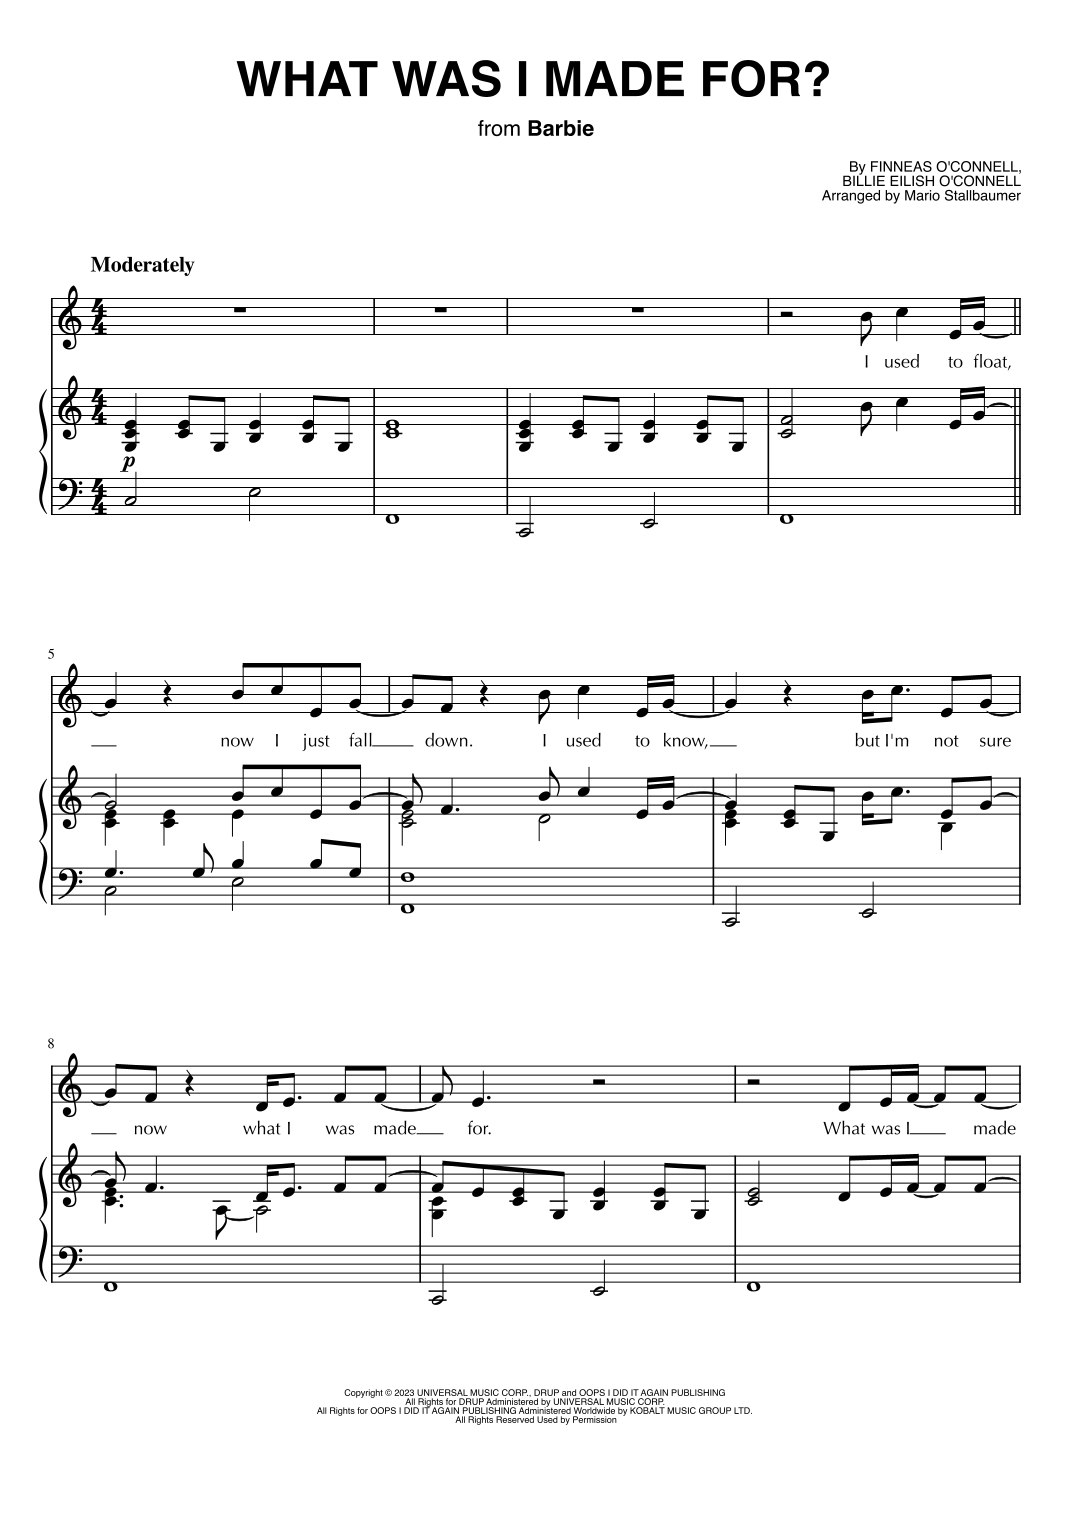 WHAT WAS I MADE FOR?
from Barbie
By FINNEAS O'CONNELL,
BILLIE EILISH O'CONNELL
Arranged by Mario Stallbaumer
Moderately
4
4
I used to float,
4
4
p
4
4
5
now I just fall down. I used to know, but I'm not sure
8
now what I was made for. What was I made
Copyright © 2023 UNIVERSAL MUSIC CORP., DRUP and OOPS I DID IT AGAIN PUBLISHING
All Rights for DRUP Administered by UNIVERSAL MUSIC CORP.
All Rights for OOPS I DID IT AGAIN PUBLISHING Administered Worldwide by KOBALT MUSIC GROUP LTD.
All Rights Reserved Used by Permission